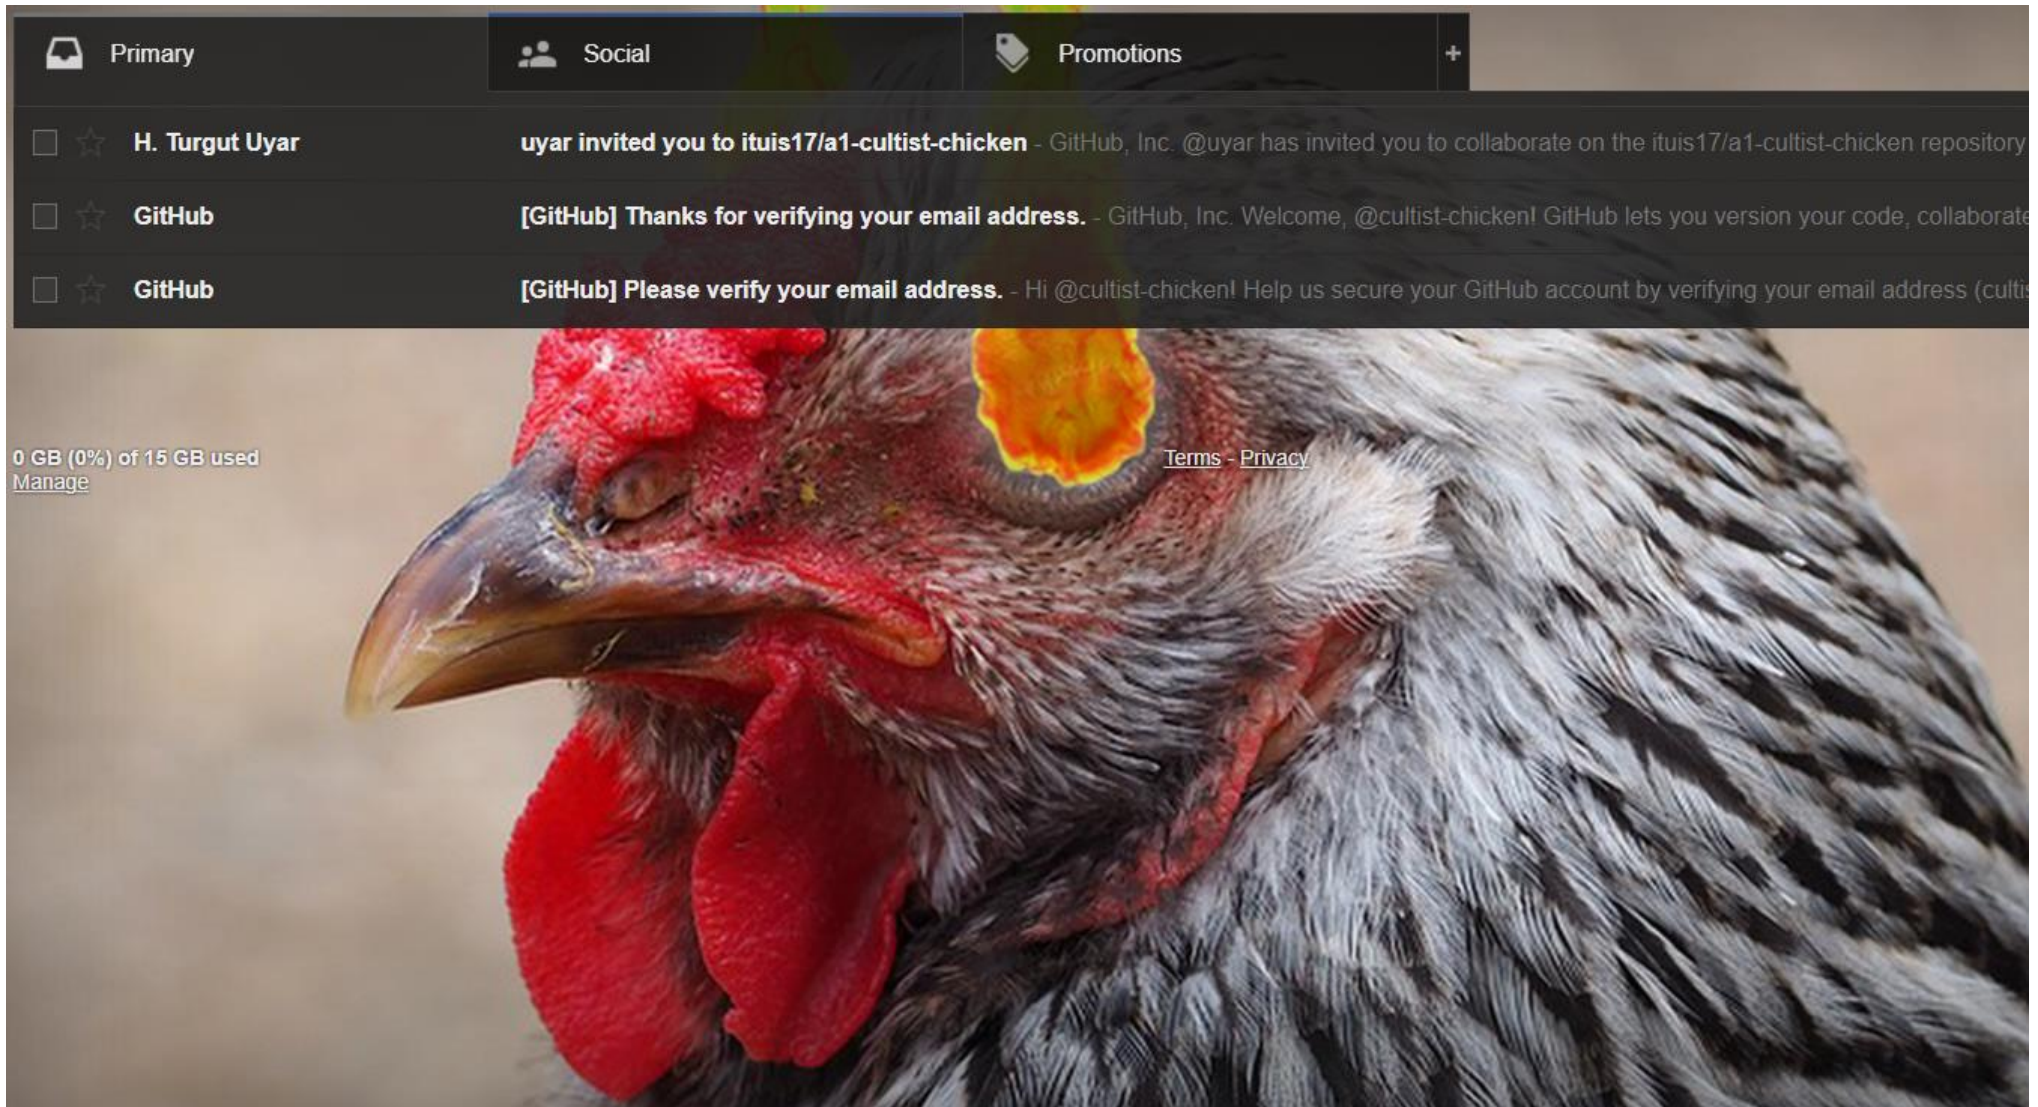 Primary Social Promotions +
H. Turgut Uyar uyar invited you to ituis17/a1-cultist-chicken - GitHub, Inc. @uyar has invited you to collaborate on the ituis17/a1-cultist-chicken repository
GitHub [GitHub] Thanks for verifying your email address. - GitHub, Inc. Welcome, @cultist-chicken! GitHub lets you version your code, collaborate
GitHub [GitHub] Please verify your email address. - Hi @cultist-chicken! Help us secure your GitHub account by verifying your email address (cultis
0 GB (0%) of 15 GB used Terms - Privacy
Manage